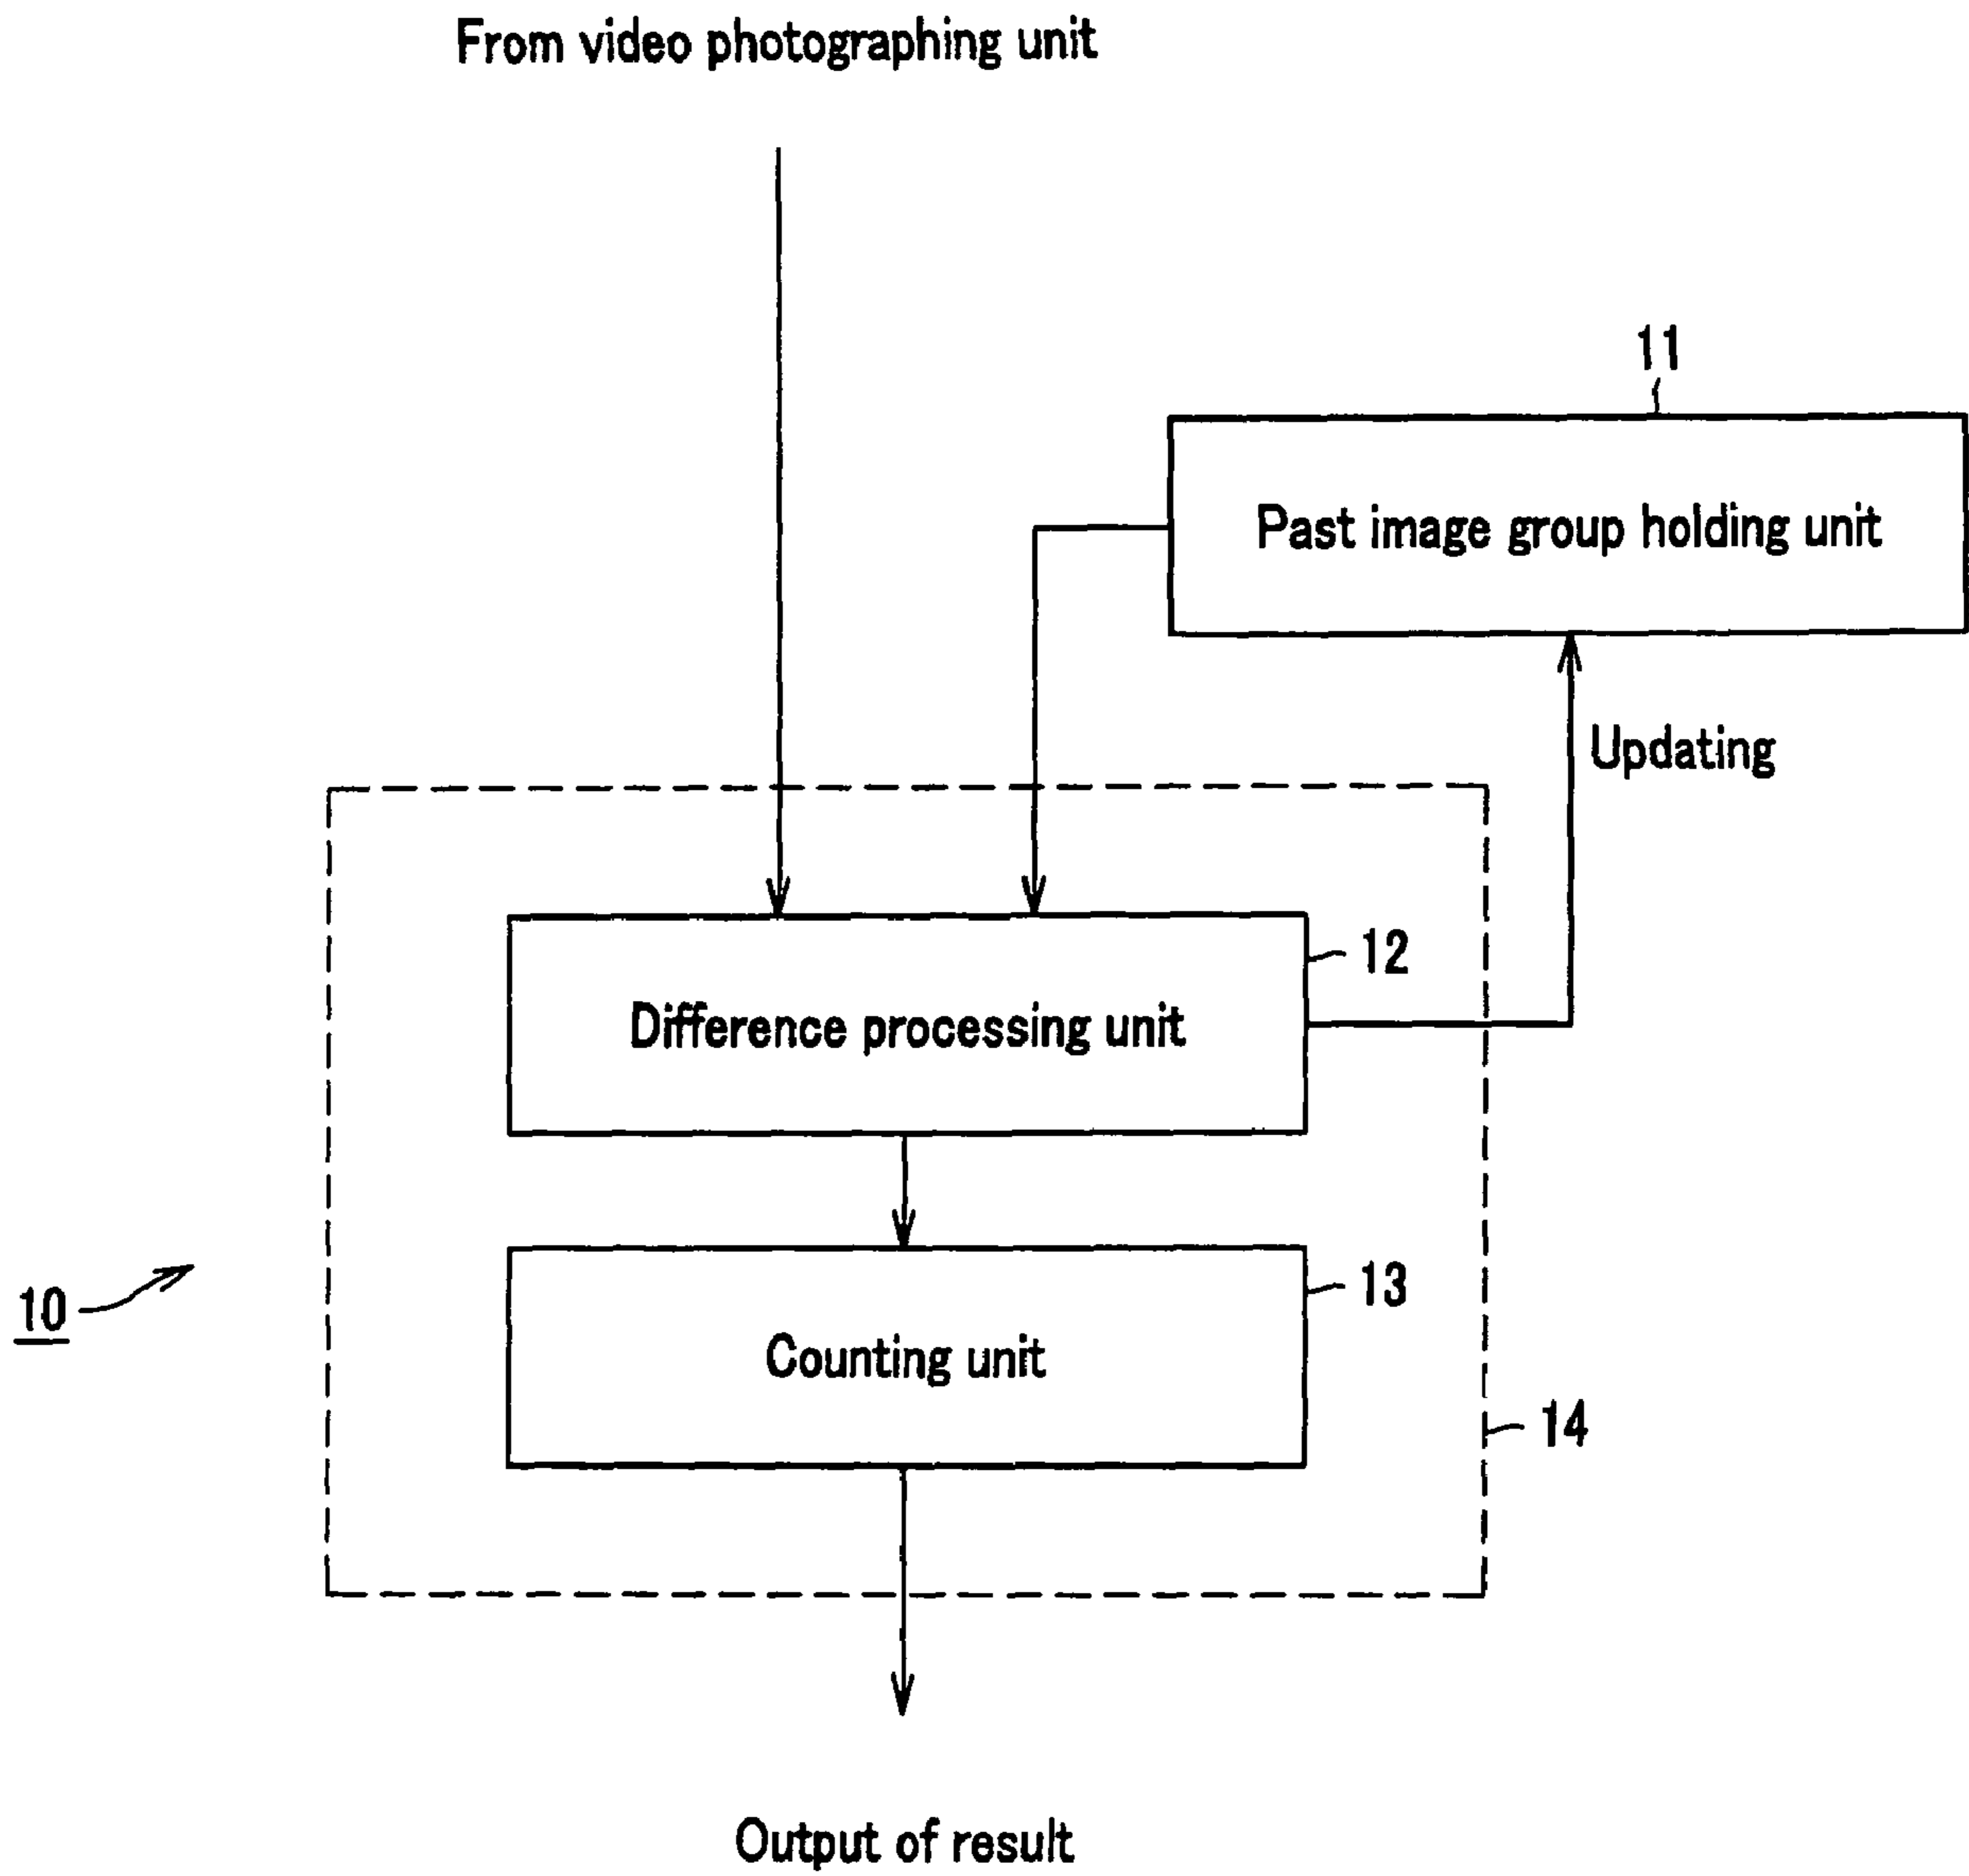 From video photographing unit
11
Past image group holding unit
Updating
12
Difference processing unit
13
10
Counting unit
14
Output of result